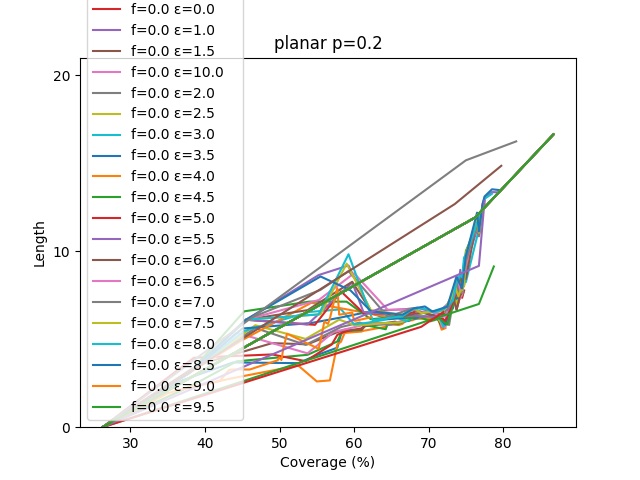 f=0.0 ε=0.0
f=0.0 ε=1.0
f=0.0 ε=1.5
f=0.0 ε=10.0
f=0.0 ε=2.0
f=0.0 ε=2.5
f=0.0 ε=3.0
f=0.0 ε=3.5
f=0.0 ε=4.0
f=0.0 ε=4.5
f=0.0 ε=5.0
f=0.0 ε=5.5
f=0.0 ε=6.0
f=0.0 ε=6.5
f=0.0 ε=7.0
f=0.0 ε=7.5
f=0.0 ε=8.0
f=0.0 ε=8.5
f=0.0 ε=9.0
f=0.0 ε=9.5
planar p=0.2
20
10
0
Length
30 40 50 60 70 80
Coverage (%)